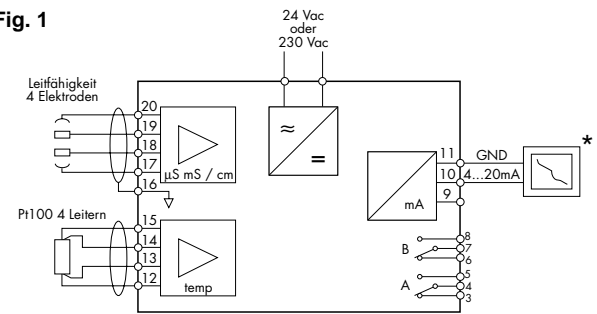 Fig. 1
24 Vac
oder
230 Vac
Leitfähigkeit
4 Elektroden
20
19
18
17
16
µS mS / cm
≈
=
11
GND
10
4...20mA
9
mA
*
Pt100 4 Leitern
15
14
13
12
temp
B
8
7
6
A
5
4
3